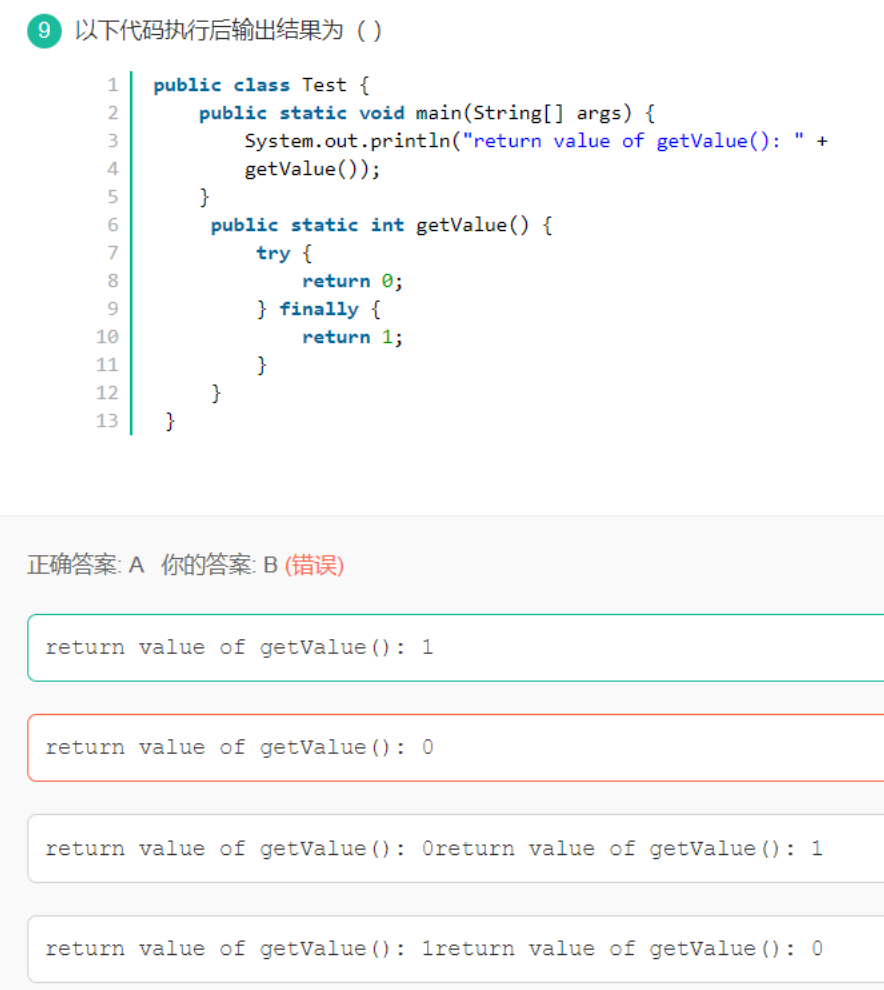 9 以下代码执行后输出结果为（ ）
1 public class Test {
2 public static void main(String[] args) {
3 System.out.println("return value of getValue(): " +
4 getValue());
5 }
6 public static int getValue() {
7 try {
8 return 0;
9 } finally {
10 return 1;
11 }
12 }
13 }
正确答案: A 你的答案: B (错误)
return value of getValue(): 1
return value of getValue(): 0
return value of getValue(): 0return value of getValue(): 1
return value of getValue(): 1return value of getValue(): 0